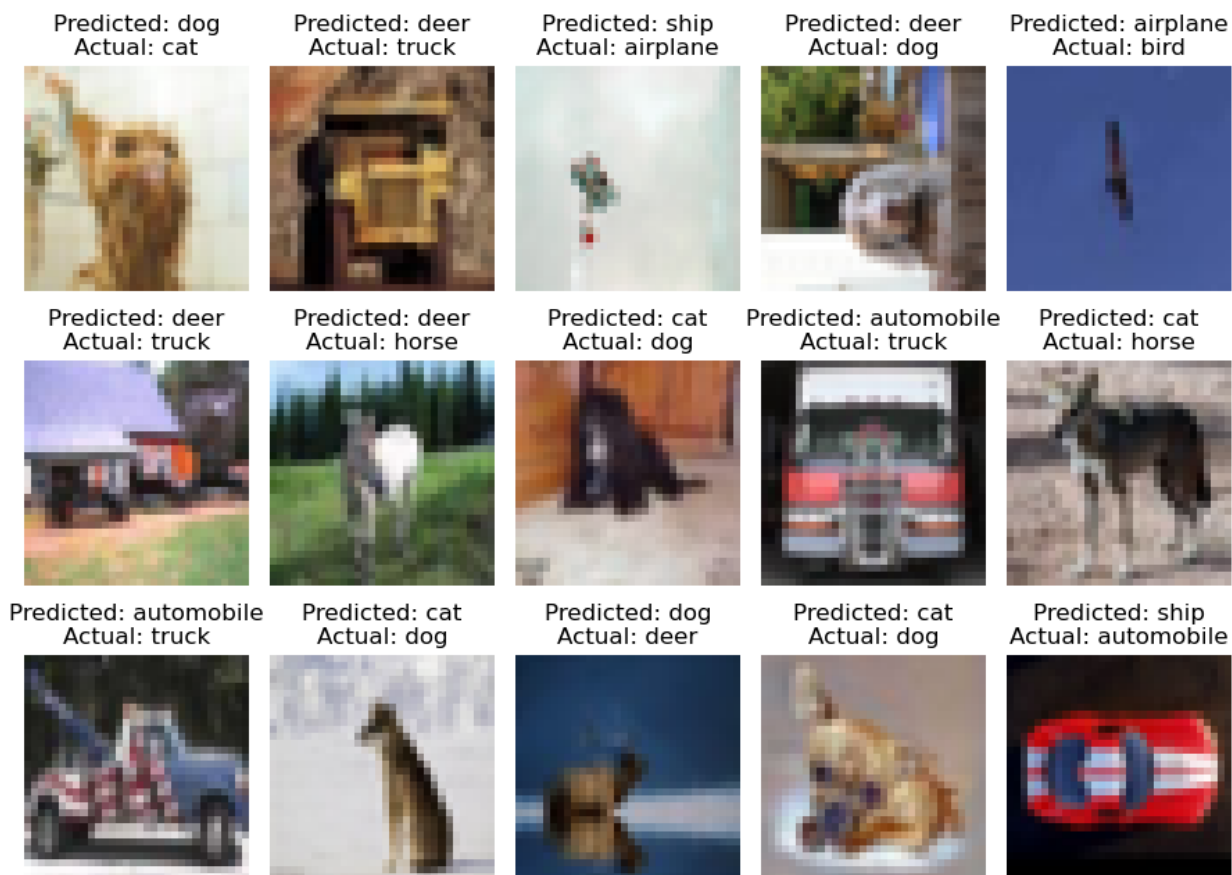 Predicted: dog
Actual: cat
Predicted: deer
Actual: truck
Predicted: ship
Actual: airplane
Predicted: deer
Actual: dog
Predicted: airplane
Actual: bird
Predicted: deer
Actual: truck
Predicted: deer
Actual: horse
Predicted: cat
Actual: dog
Predicted: automobile
Actual: truck
Predicted: cat
Actual: horse
Predicted: automobile
Actual: truck
Predicted: cat
Actual: dog
Predicted: dog
Actual: deer
Predicted: cat
Actual: dog
Predicted: ship
Actual: automobile